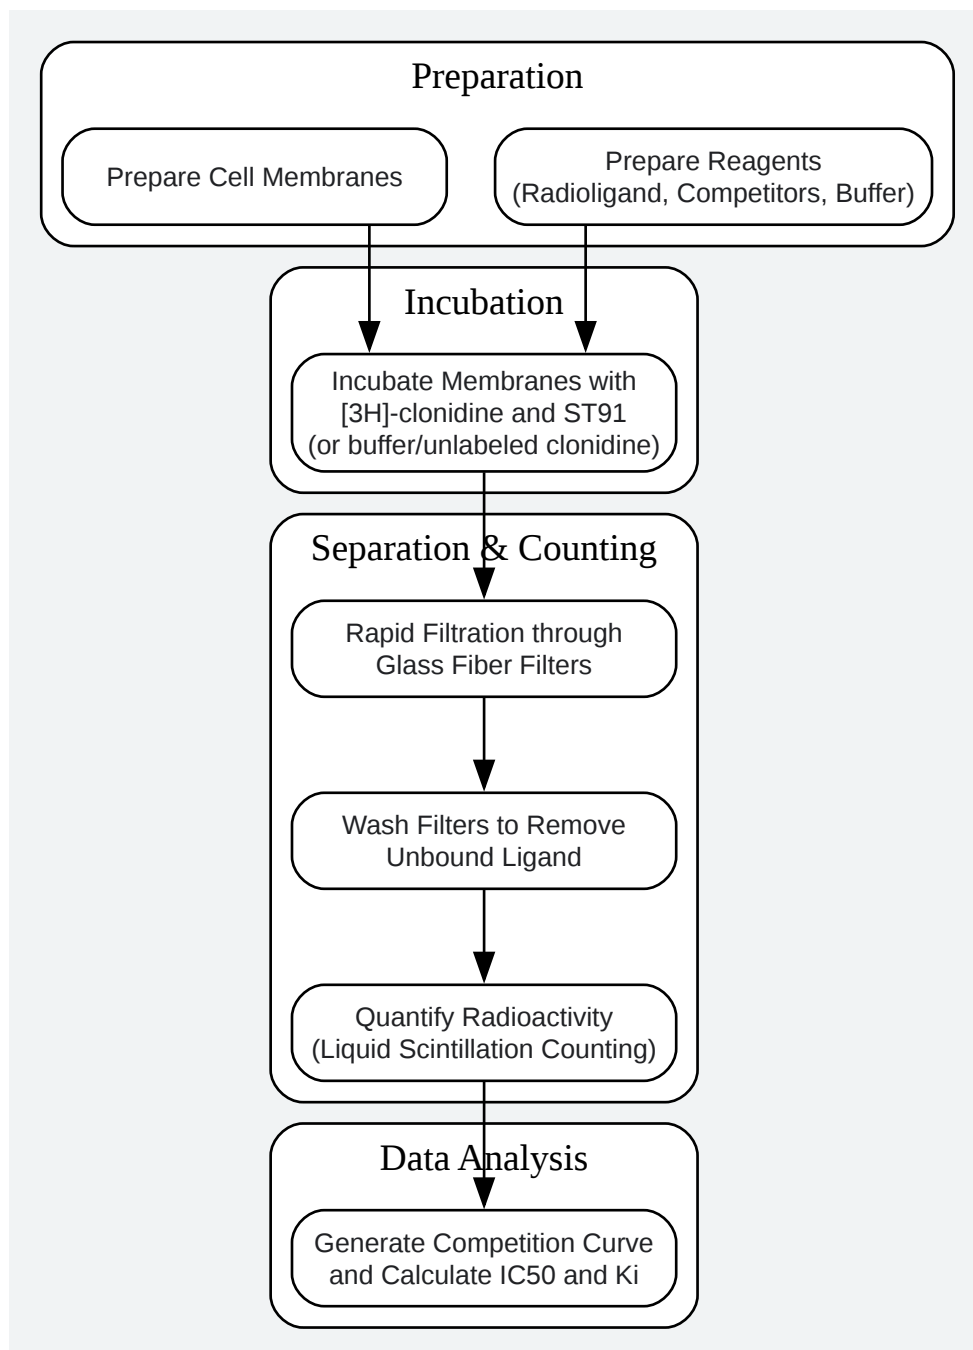 Preparation
Prepare Cell Membranes
Prepare Reagents
(Radioligand, Competitors, Buffer)
Incubation
Incubate Membranes with
[3H]-clonidine and ST91
(or buffer/unlabeled clonidine)
Separation & Counting
Rapid Filtration through
Glass Fiber Filters
Wash Filters to Remove
Unbound Ligand
Quantify Radioactivity
(Liquid Scintillation Counting)
Data Analysis
Generate Competition Curve
and Calculate IC50 and Ki